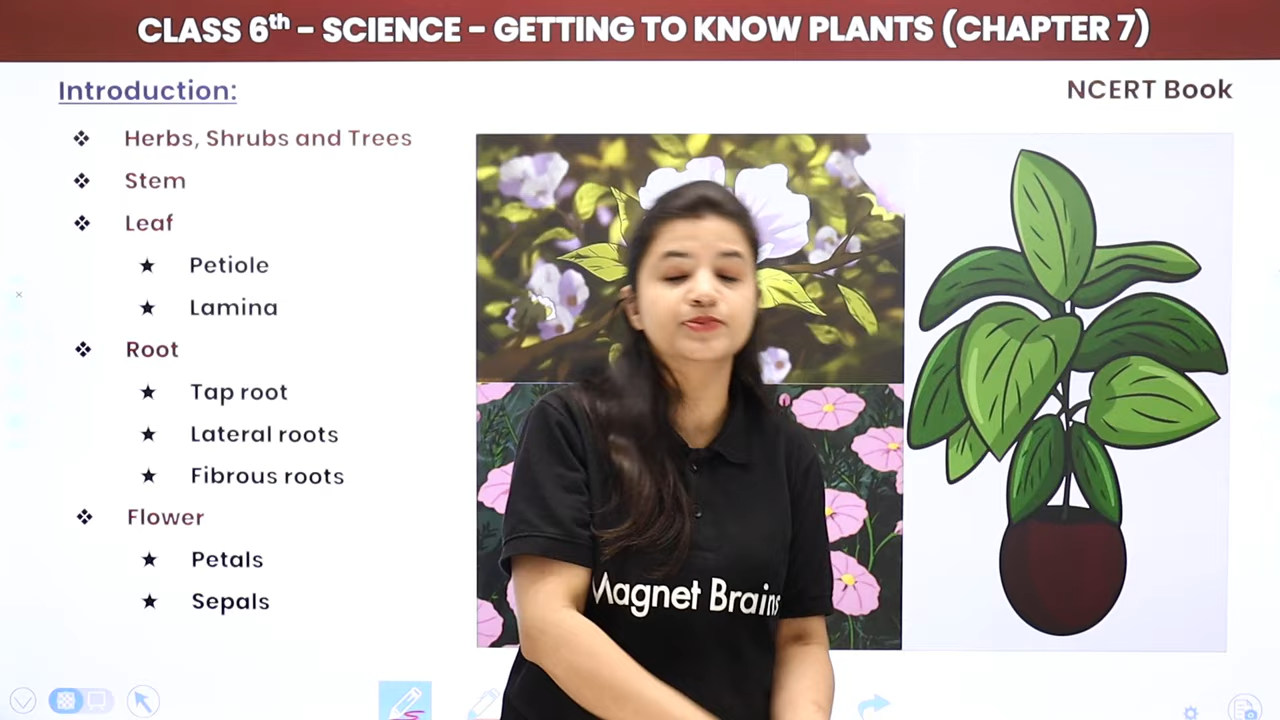 CLASS 6th - SCIENCE - GETTING TO KNOW PLANTS (CHAPTER 7)
Introduction:
NCERT Book
Herbs, Shrubs and Trees
Stem
Leaf
Petiole
Lamina
Root
Tap root
Lateral roots
Fibrous roots
Flower
Petals
Sepals
Magnet Brains